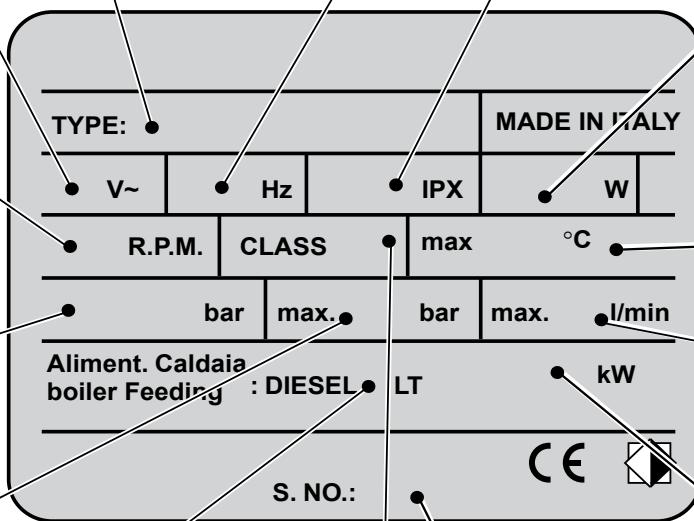 TYPE: MADE IN ITALY
V~ Hz IPX W
R.P.M. CLASS max °C
bar max. bar max. l/min
Aliment. Caldaia
boiler Feeding : DIESEL LT kW
CE
S. NO.: